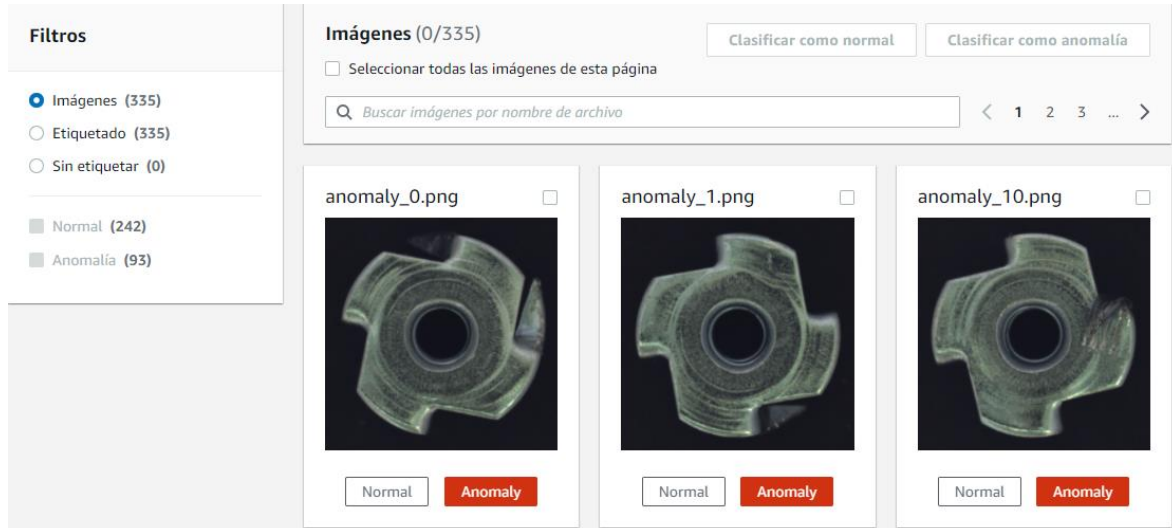 Filtros
Imágenes (335)
Etiquetado (335)
Sin etiquetar (0)
Normal (242)
Anomalía (93)
Imágenes (0/335)
Clasificar como normal
Clasificar como anomalía
Seleccionar todas las imágenes de esta página
Buscar imágenes por nombre de archivo
< 1 2 3 ... >
anomaly_0.png
anomaly_1.png
anomaly_10.png
Normal Anomaly
Normal Anomaly
Normal Anomaly